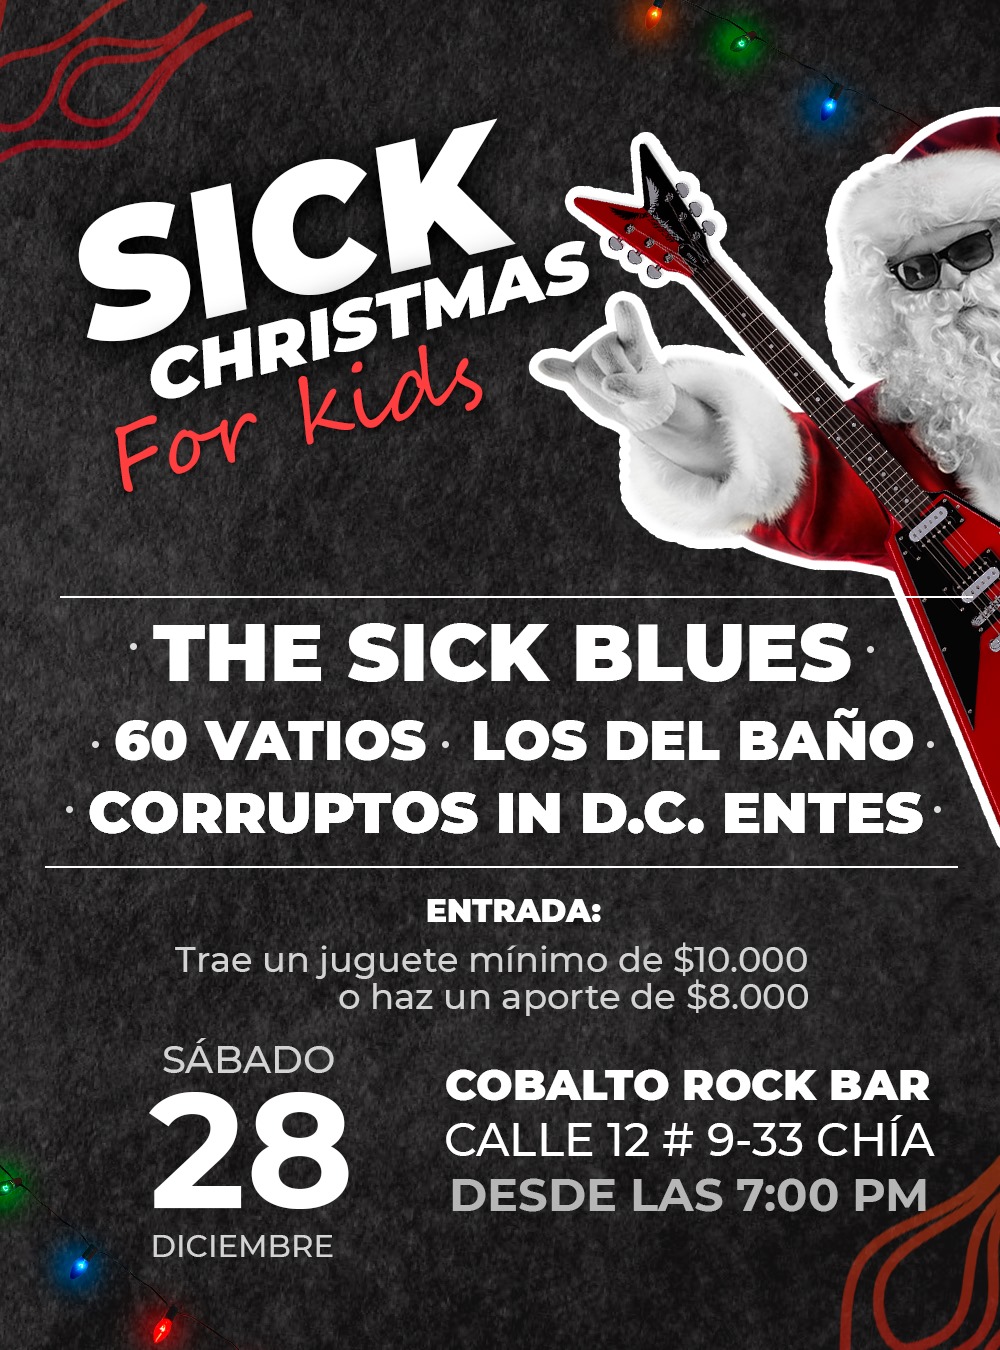 SICK
CHRISTMAS
For kids
· THE SICK BLUES ·
· 60 VATIOS · LOS DEL BAÑO ·
· CORRUPTOS IN D.C. ENTES ·
ENTRADA:
Trae un juguete mínimo de $10.000
o haz un aporte de $8.000
SÁBADO
28
DICIEMBRE
COBALTO ROCK BAR
CALLE 12 # 9-33 CHÍA
DESDE LAS 7:00 PM